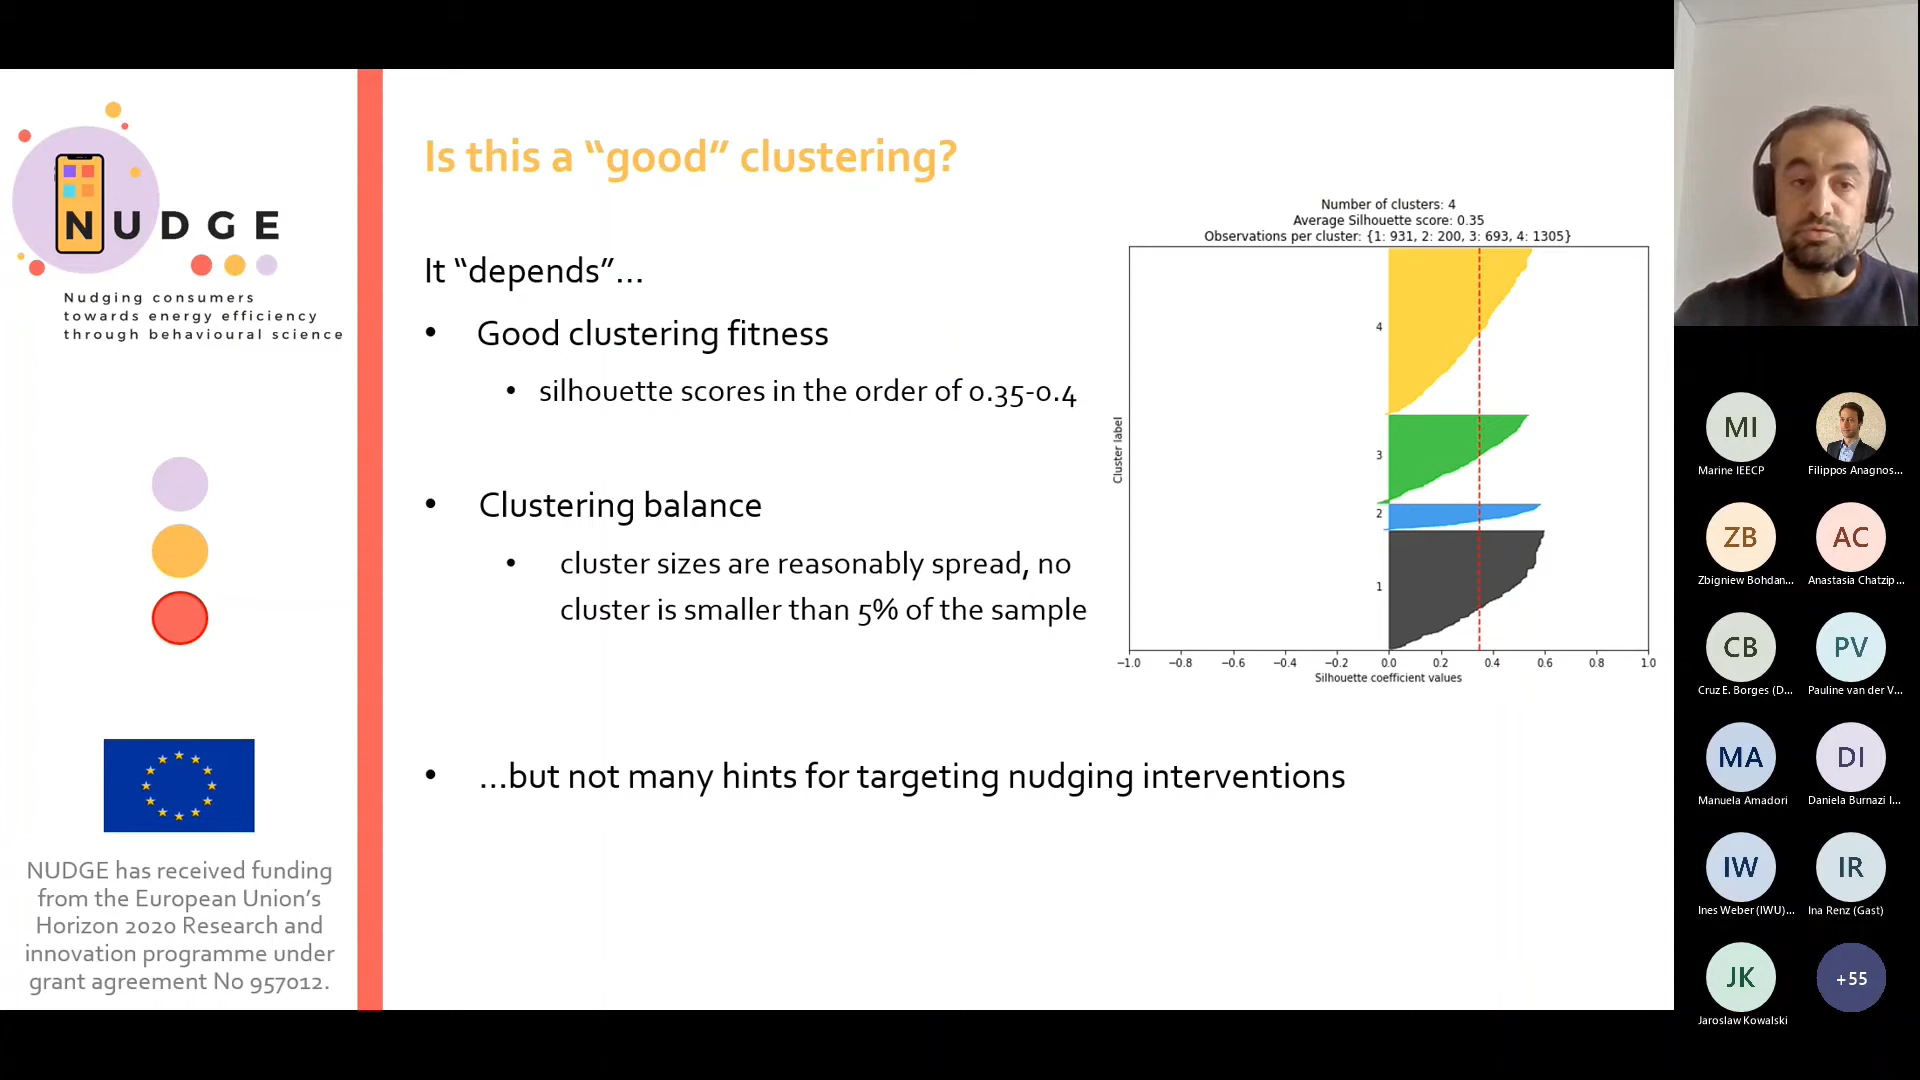 NUDGE
Nudging consumers
towards energy efficiency
through behavioural science
NUDGE has received funding
from the European Union’s
Horizon 2020 Research and
innovation programme under
grant agreement No 957012.
Is this a “good” clustering?
It “depends”...
• Good clustering fitness
• silhouette scores in the order of 0.35-0.4
• Clustering balance
• cluster sizes are reasonably spread, no
cluster is smaller than 5% of the sample
• ...but not many hints for targeting nudging interventions
Number of clusters: 4
Average Silhouette score: 0.35
Observations per cluster: {1: 931, 2: 200, 3: 693, 4: 1305}
Cluster label
4
3
2
1
−1.0 −0.8 −0.6 −0.4 −0.2 0.0 0.2 0.4 0.6 0.8 1.0
Silhouette coefficient values
MI
Marine IEECP
Filippos Anagnos...
ZB
Zbigniew Bohdan...
AC
Anastasia Chatzip...
CB
Cruz E. Borges (D...
PV
Pauline van der V...
MA
Manuela Amadori
DI
Daniela Burnazi I...
IW
Ines Weber (IWU)...
IR
Ina Renz (Gast)
JK
Jaroslaw Kowalski
+55